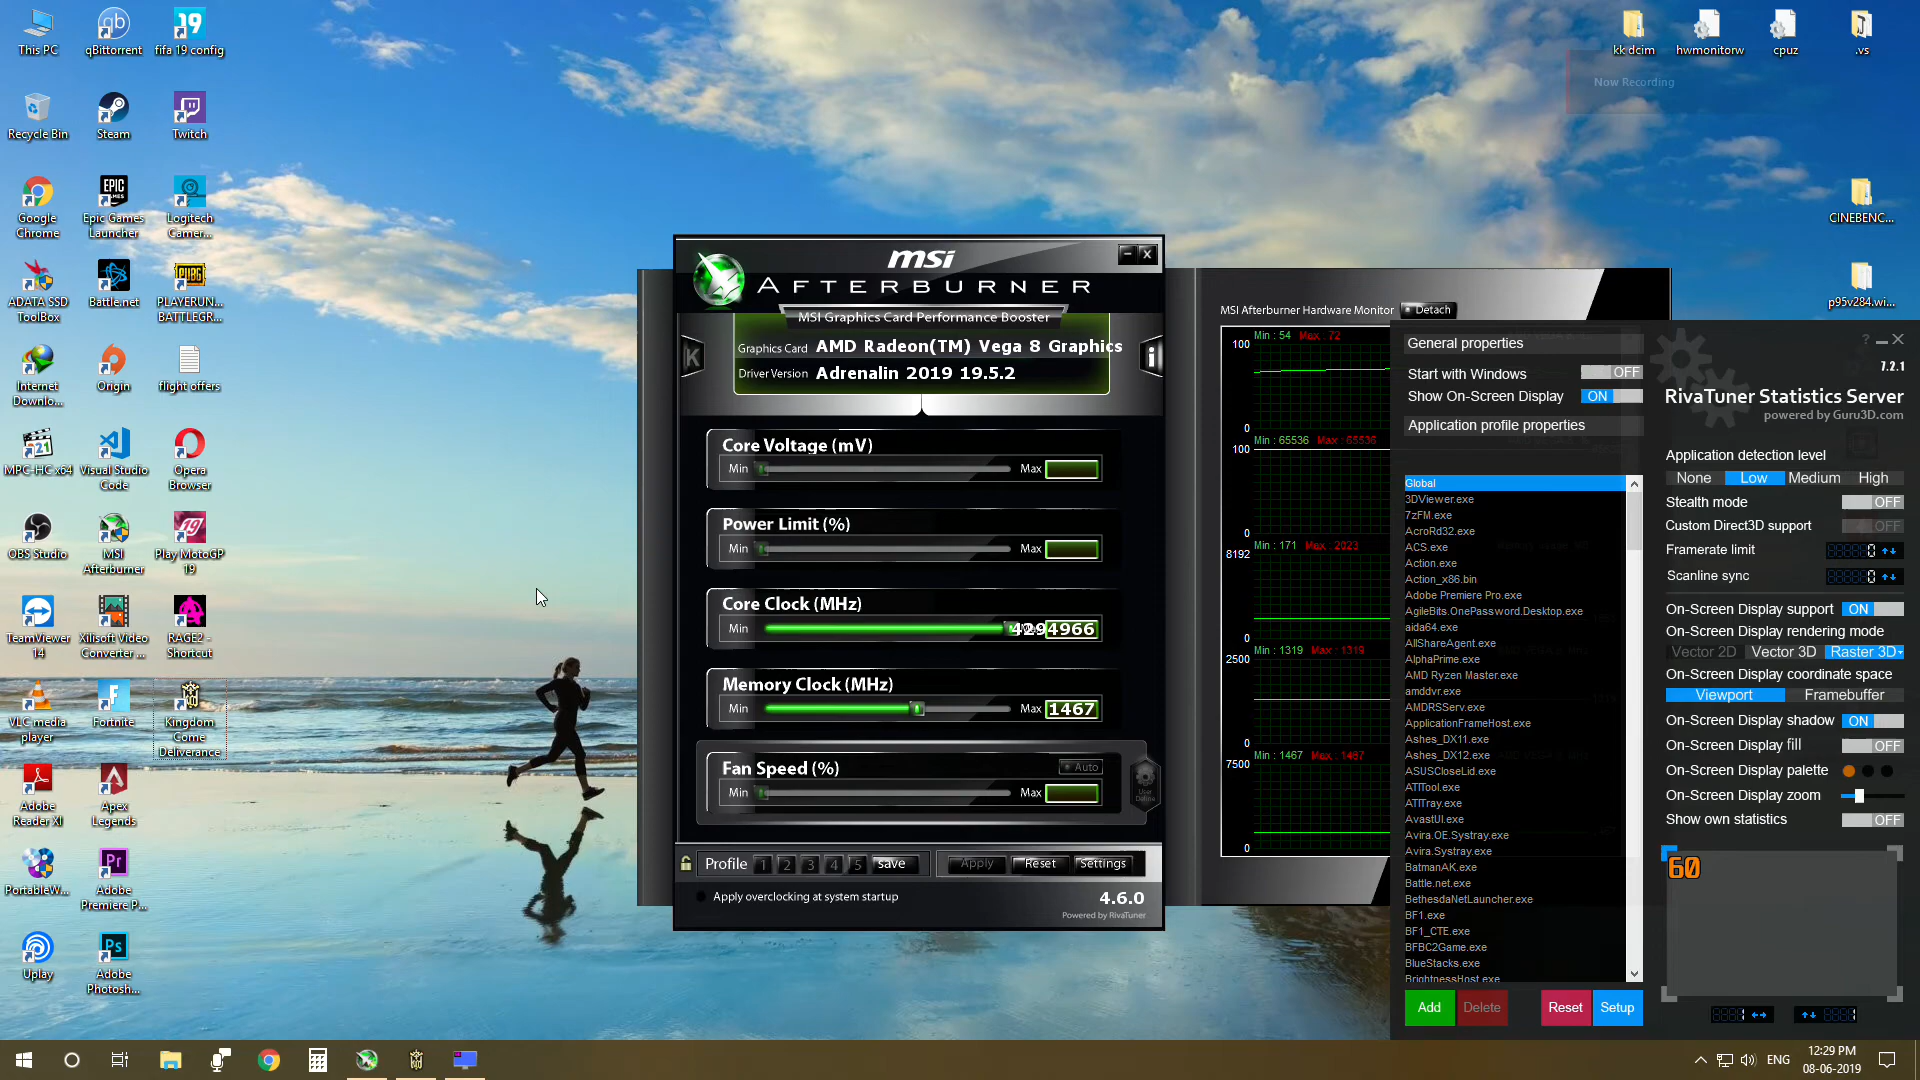 This PC
qBittorrent
fifa 19 config
Recycle Bin
Steam
Twitch
Google
Chrome
EPIC
GAMES
Epic Games
Launcher
Logitech
Gamer...
ADATA SSD
ToolBox
Battle.net
PUBG
PLAYERUN...
BATTLEGR...
Internet
Downlo...
Origin
flight offers
MPC-HC x64
Visual Studio
Code
Opera
Browser
OBS Studio
MSI
Afterburner
Play MotoGP
19
TeamViewer
14
Xilisoft Video
Converter ...
RAGE2 -
Shortcut
VLC media
player
Fortnite
Kingdom
Come
Deliverance
Adobe
Reader XI
Apex
Legends
PortableW...
Adobe
Premiere P...
Uplay
Adobe
Photosh...
kk dcim
hwmonitorw
cpuz
.vs
Now Recording
CINEBENC...
p95v284.wi...
msi
AFTERBURNER
MSI Graphics Card Performance Booster
Graphics Card AMD Radeon(TM) Vega 8 Graphics
Driver Version Adrenalin 2019 19.5.2
K
i
Core Voltage (mV)
Min Max
Power Limit (%)
Min Max
Core Clock (MHz)
Min 4294966
Memory Clock (MHz)
Min Max 1467
Fan Speed (%)
Auto
Min Max
User
Define
Profile 1 2 3 4 5 save
Apply Reset Settings
Apply overclocking at system startup
4.6.0
Powered by RivaTuner
MSI Afterburner Hardware Monitor
Detach
Min : 54 Max : 72
100
0
Min : 65536 Max : 65536
100
0
Min : 171 Max : 2023
8192
0
Min : 1319 Max : 1319
2500
0
Min : 1467 Max : 1467
7500
0
General properties
Start with Windows OFF
Show On-Screen Display ON
Application profile properties
Global
3DViewer.exe
7zFM.exe
AcroRd32.exe
ACS.exe
Action.exe
Action_x86.bin
Adobe Premiere Pro.exe
AgileBits.OnePassword.Desktop.exe
aida64.exe
AllShareAgent.exe
AlphaPrime.exe
AMD Ryzen Master.exe
amddvr.exe
AMDRSServ.exe
ApplicationFrameHost.exe
Ashes_DX11.exe
Ashes_DX12.exe
ASUSCloseLid.exe
ATITool.exe
ATITray.exe
AvastUI.exe
Avira.OE.Systray.exe
Avira.Systray.exe
BatmanAK.exe
Battle.net.exe
BethesdaNetLauncher.exe
BF1.exe
BF1_CTE.exe
BFBC2Game.exe
BlueStacks.exe
BrightnessHost.exe
Add
Delete
Reset
Setup
7.2.1
RivaTuner Statistics Server
powered by Guru3D.com
Application detection level
None Low Medium High
Stealth mode OFF
Custom Direct3D support OFF
Framerate limit 0
Scanline sync 0
On-Screen Display support ON
On-Screen Display rendering mode
Vector 2D Vector 3D Raster 3D
On-Screen Display coordinate space
Viewport Framebuffer
On-Screen Display shadow ON
On-Screen Display fill OFF
On-Screen Display palette
On-Screen Display zoom
Show own statistics OFF
60
1
1
ENG
12:29 PM
08-06-2019